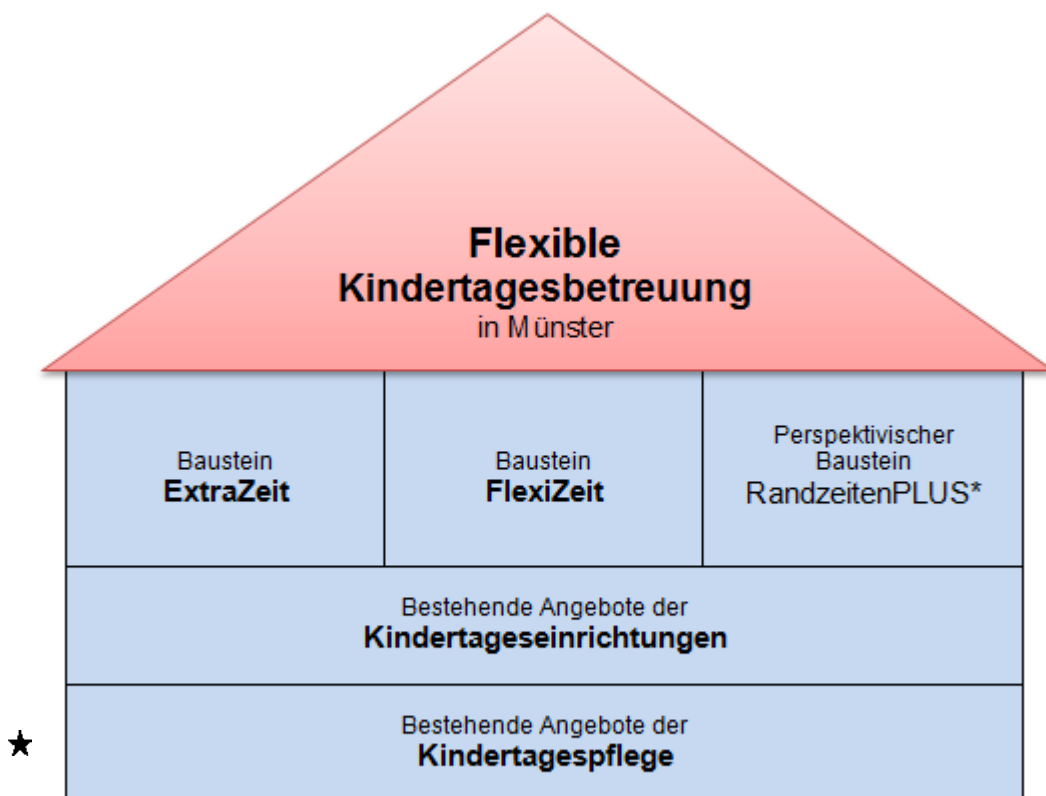 Flexible
Kindertagesbetreuung
in Münster
Baustein
ExtraZeit
Baustein
FlexiZeit
Perspektivischer
Baustein
RandzeitenPLUS*
Bestehende Angebote der
Kindertageseinrichtungen
Bestehende Angebote der
Kindertagespflege